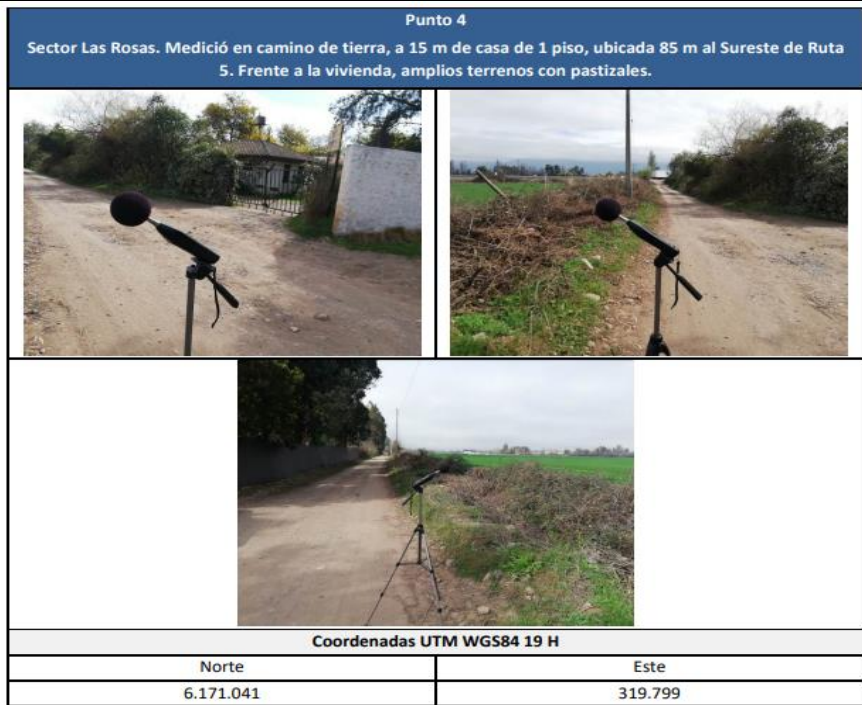 Punto 4
Sector Las Rosas. Medició en camino de tierra, a 15 m de casa de 1 piso, ubicada 85 m al Sureste de Ruta
5. Frente a la vivienda, amplios terrenos con pastizales.
Coordenadas UTM WGS84 19 H
Norte
Este
6.171.041
319.799